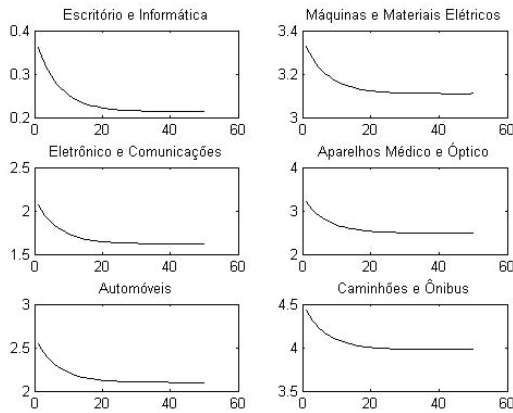 Escritório e Informática
0.4
0.3
0.2
0 20 40 60
Máquinas e Materiais Elétricos
3.4
3.2
3
0 20 40 60
Eletrônico e Comunicações
2.5
2
1.5
0 20 40 60
Aparelhos Médico e Óptico
4
3
2
0 20 40 60
Automóveis
3
2.5
2
0 20 40 60
Caminhões e Ônibus
4.5
4
3.5
0 20 40 60